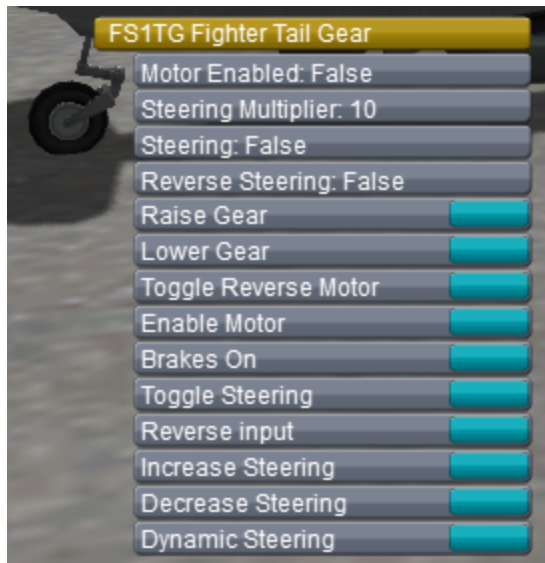 FS1TG Fighter Tail Gear
Motor Enabled: False
Steering Multiplier: 10
Steering: False
Reverse Steering: False
Raise Gear
Lower Gear
Toggle Reverse Motor
Enable Motor
Brakes On
Toggle Steering
Reverse input
Increase Steering
Decrease Steering
Dynamic Steering